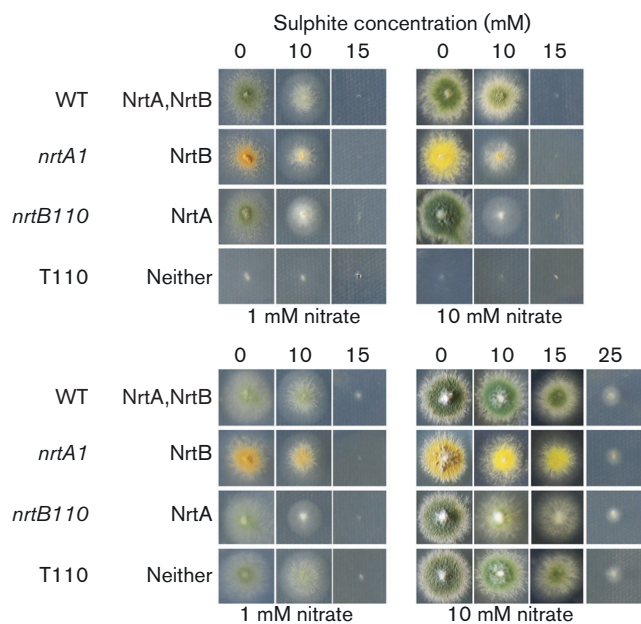 Sulphite concentration (mM)
0 10 15 0 10 15
WT NrtA,NrtB
nrtA1 NrtB
nrtB110 NrtA
T110 Neither
1 mM nitrate 10 mM nitrate
0 10 15 0 10 15 25
WT NrtA,NrtB
nrtA1 NrtB
nrtB110 NrtA
T110 Neither
1 mM nitrate 10 mM nitrate